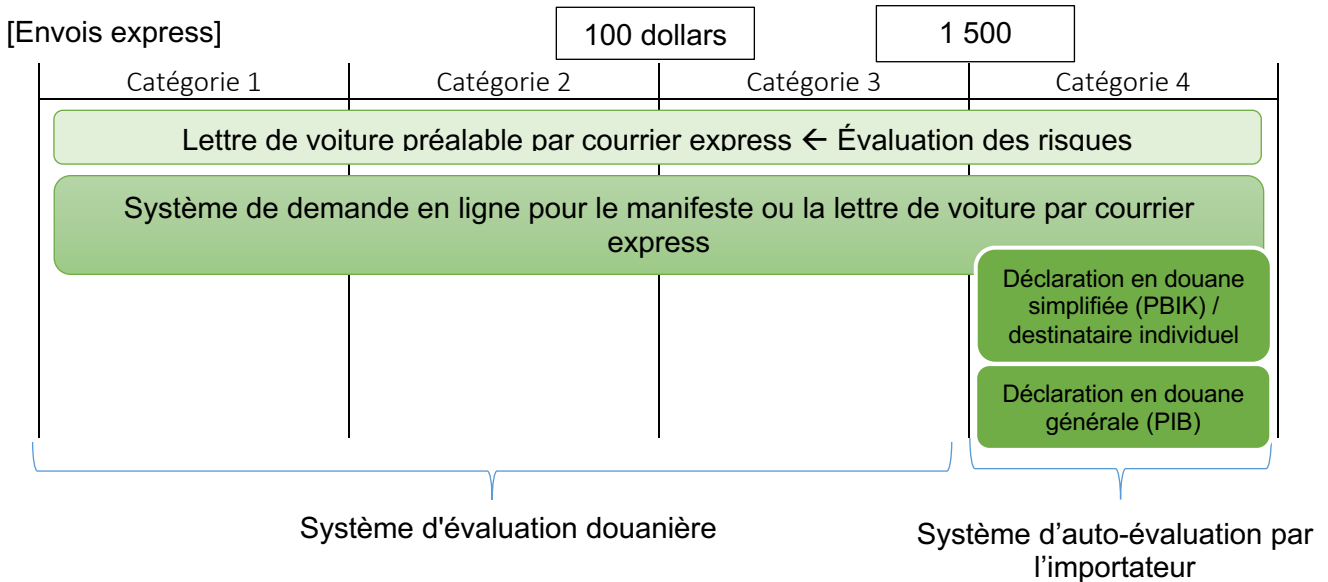 [Envois express]
100 dollars
1 500
Catégorie 1
Catégorie 2
Catégorie 3
Catégorie 4
Lettre de voiture préalable par courrier express ← Évaluation des risques
Système de demande en ligne pour le manifeste ou la lettre de voiture par courrier
express
Déclaration en douane
simplifiée (PBIK) /
destinataire individuel
Déclaration en douane
générale (PIB)
Système d'évaluation douanière
Système d’auto-évaluation par
l’importateur